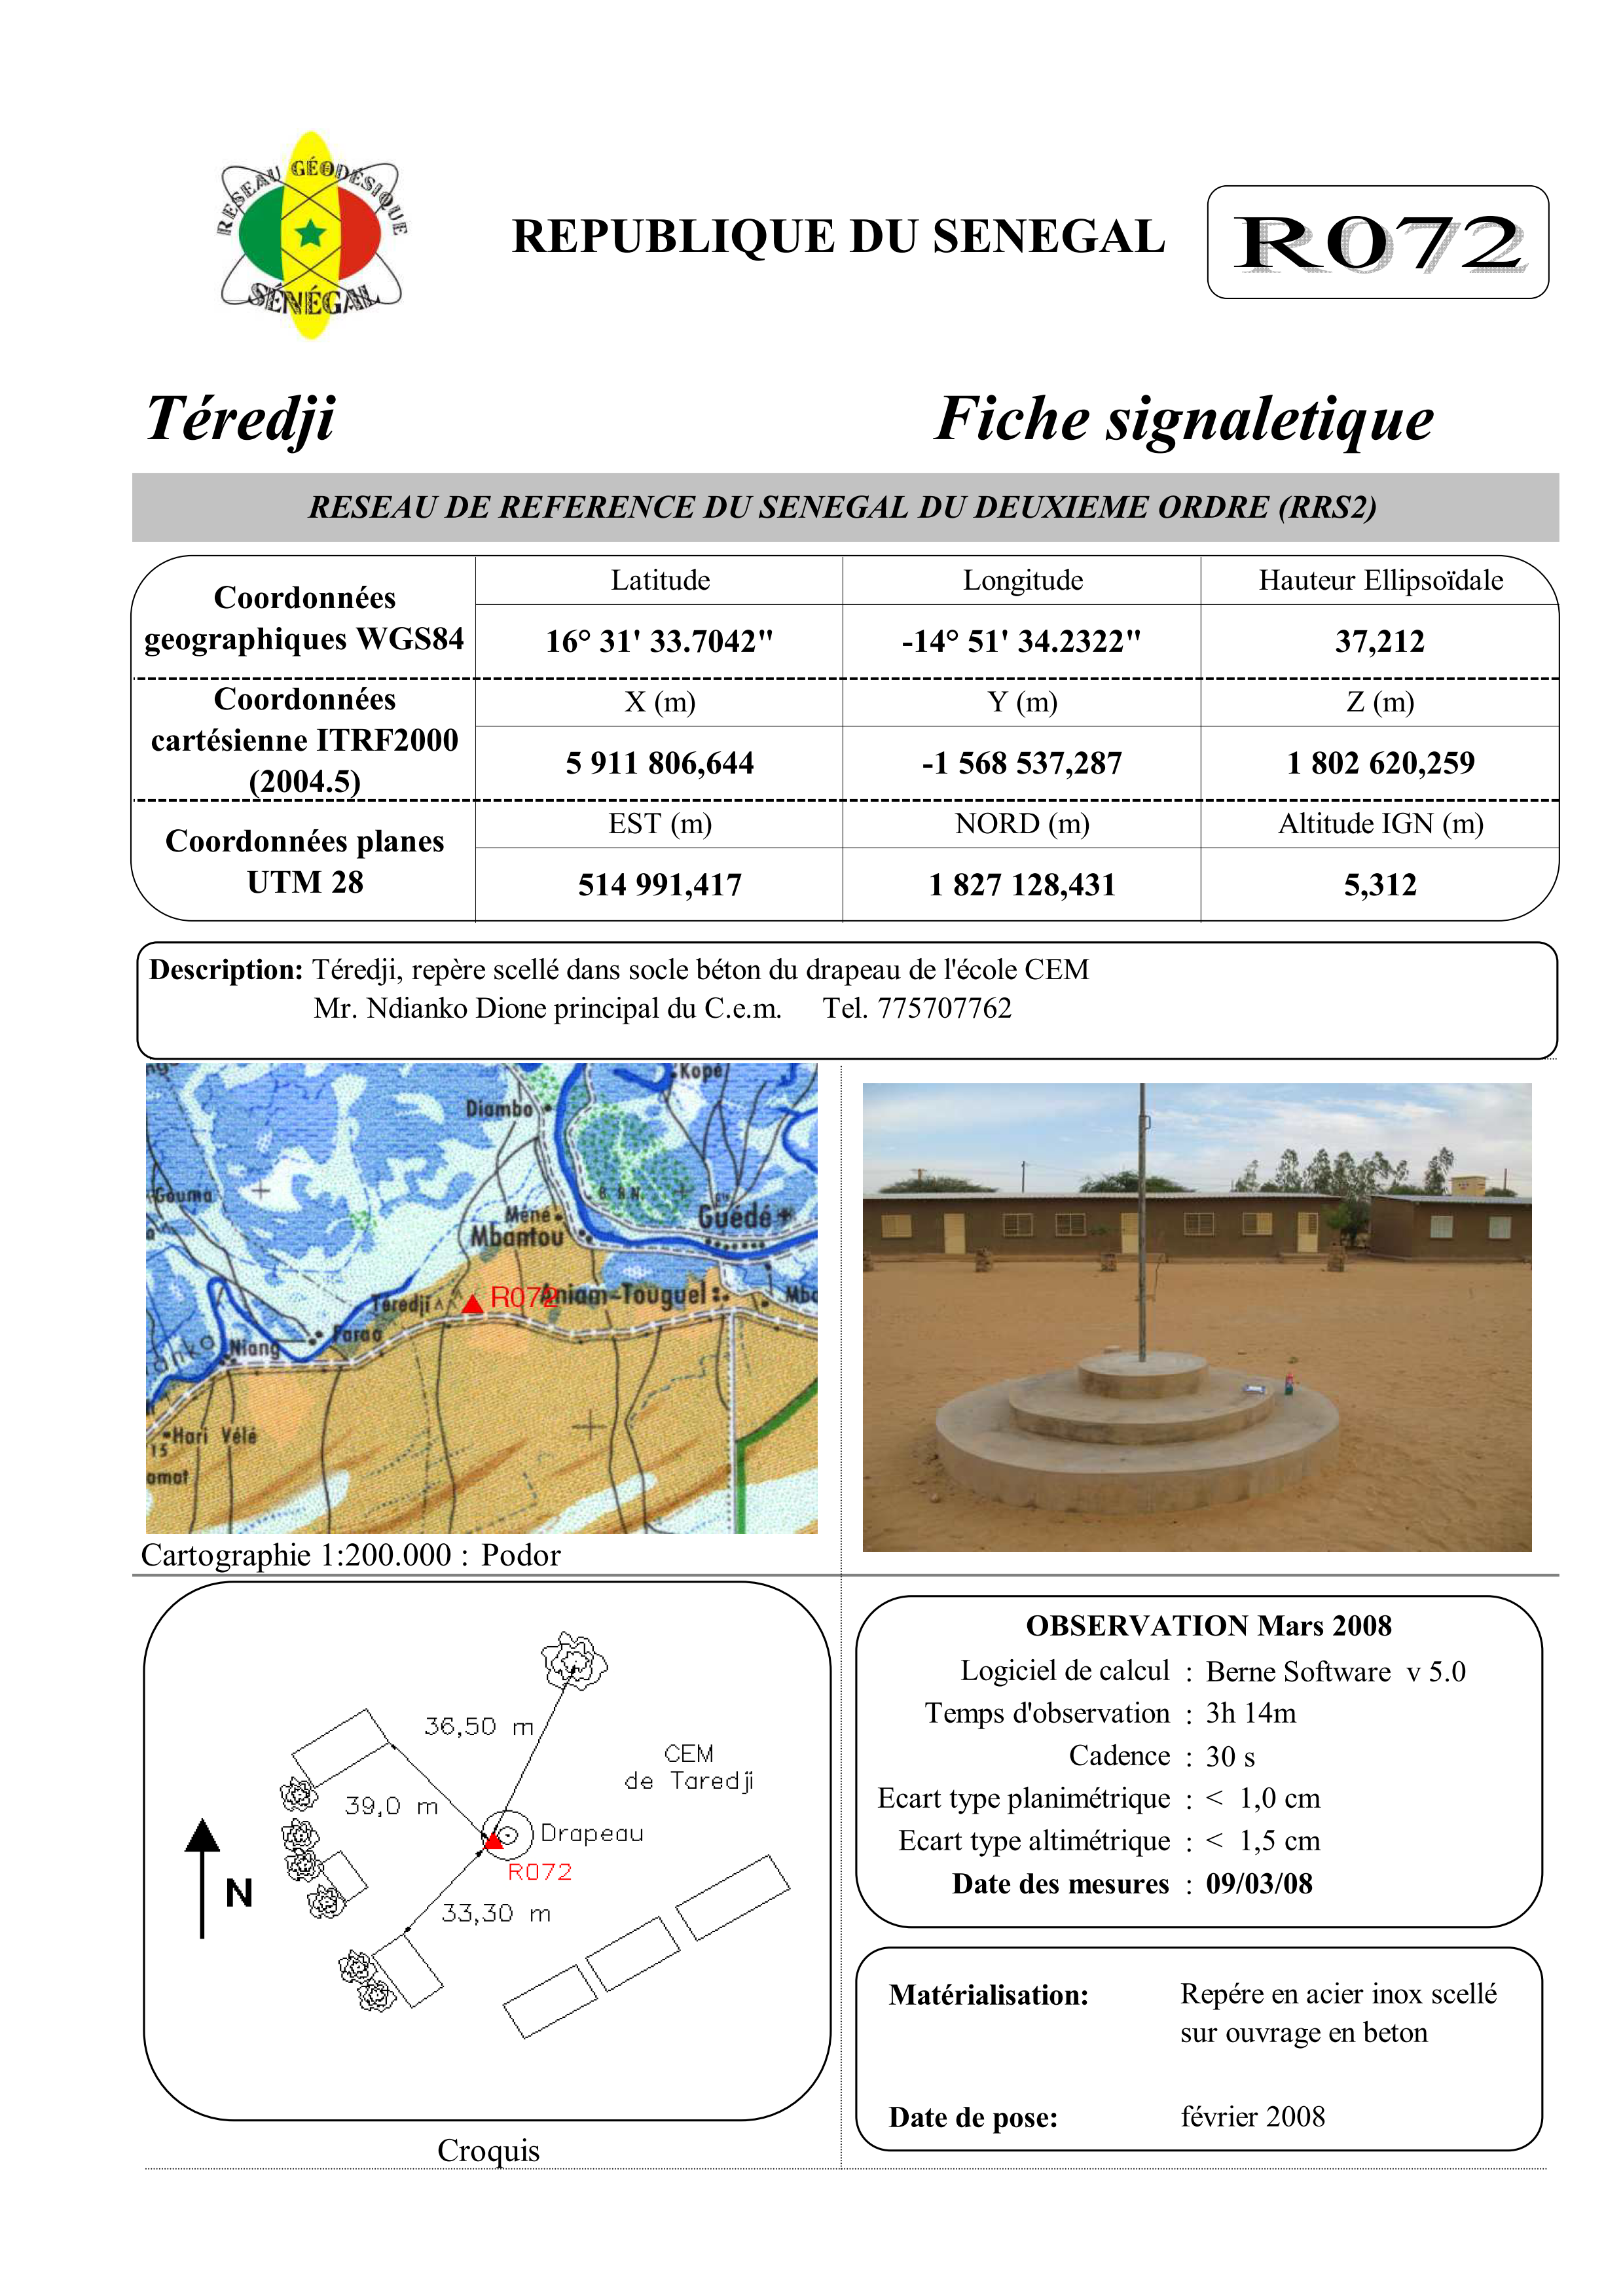 RESEAU GÉODÉSIQUE
SÉNÉGAL
REPUBLIQUE DU SENEGAL
R072
Téredji
Fiche signaletique
RESEAU DE REFERENCE DU SENEGAL DU DEUXIEME ORDRE (RRS2)
Coordonnées
geographiques WGS84
Latitude
Longitude
Hauteur Ellipsoïdale
16° 31' 33.7042"
-14° 51' 34.2322"
37,212
Coordonnées
cartésienne ITRF2000
(2004.5)
X (m)
Y (m)
Z (m)
5 911 806,644
-1 568 537,287
1 802 620,259
Coordonnées planes
UTM 28
EST (m)
NORD (m)
Altitude IGN (m)
514 991,417
1 827 128,431
5,312
Description: Téredji, repère scellé dans socle béton du drapeau de l'école CEM
Mr. Ndianko Dione principal du C.e.m. Tel. 775707762
Kopé
Diambo
Gouma
Méné
Mbantou
Guédé
Téredji
R072
Aniam-Touguel
Mbo
Farao
Niang
anko
Hari Vélé
15
amat
Cartographie 1:200.000 : Podor
36,50 m
CEM
de Taredji
39,0 m
Drapeau
R072
N
33,30 m
Croquis
OBSERVATION Mars 2008
Logiciel de calcul : Berne Software v 5.0
Temps d'observation : 3h 14m
Cadence : 30 s
Ecart type planimétrique : < 1,0 cm
Ecart type altimétrique : < 1,5 cm
Date des mesures : 09/03/08
Matérialisation: Repére en acier inox scellé
sur ouvrage en beton
Date de pose: février 2008